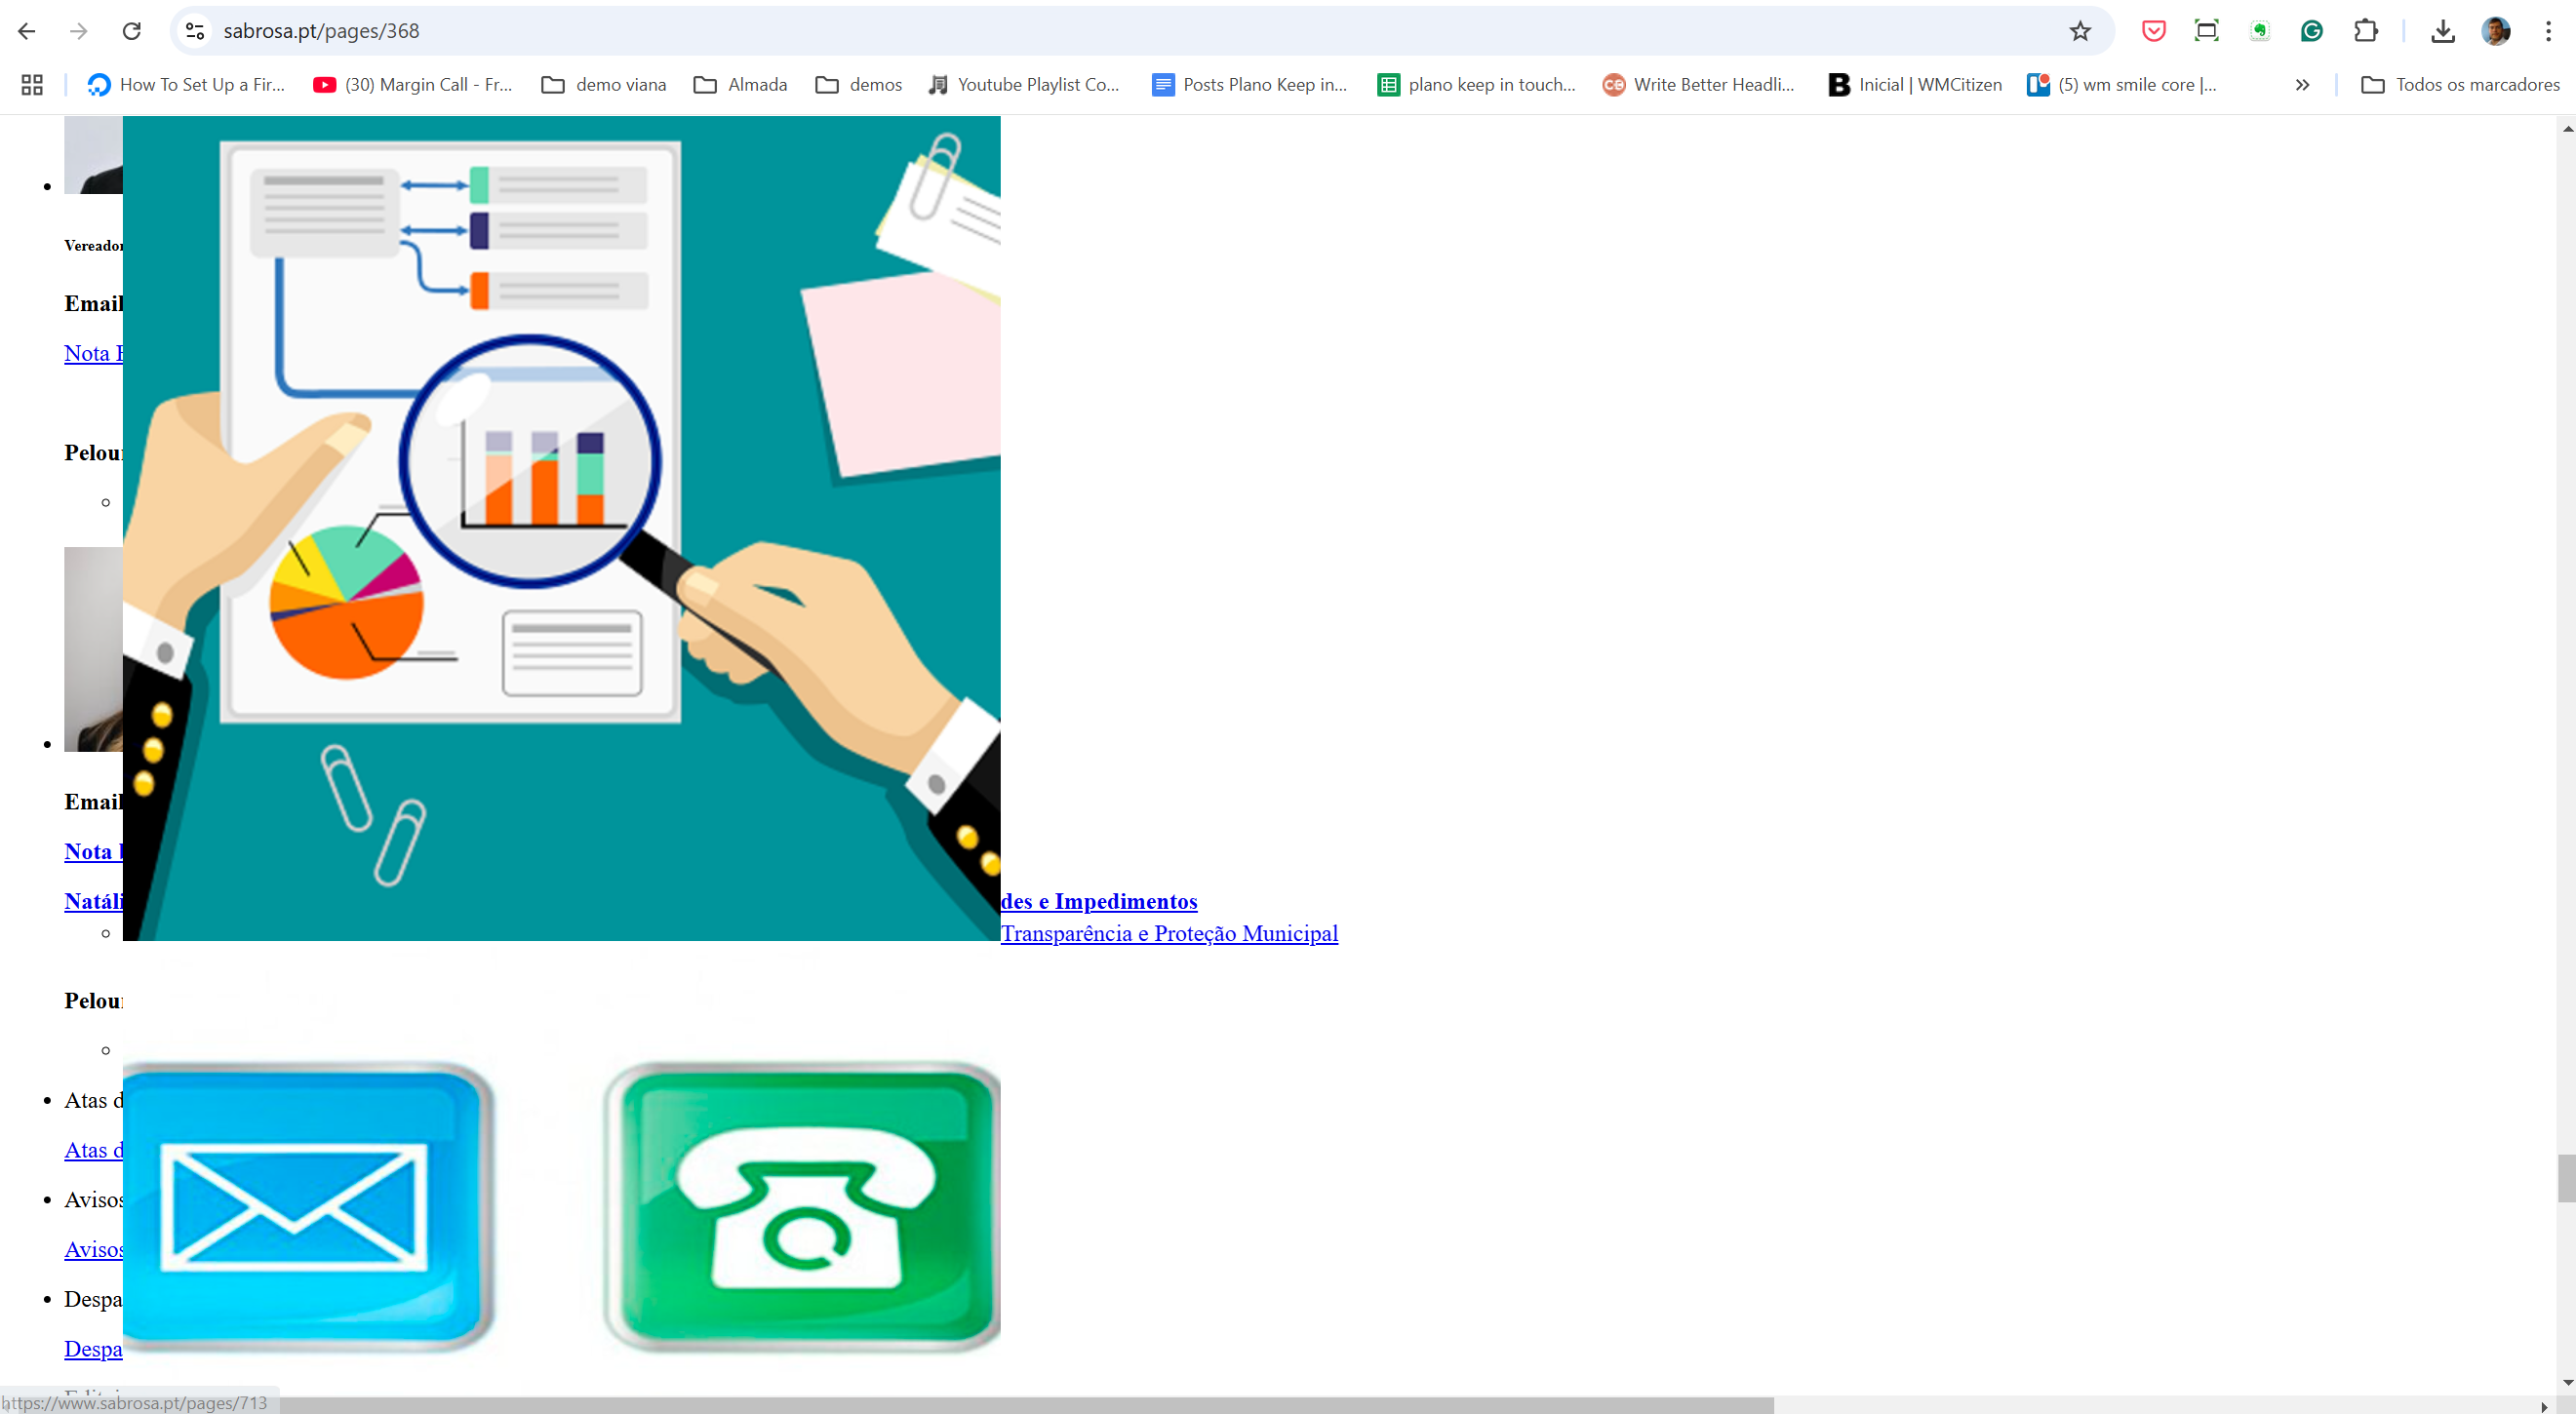 sabrosa.pt/pages/368
How To Set Up a Fir... (30) Margin Call - Fr... demo viana Almada demos Youtube Playlist Co... Posts Plano Keep in... plano keep in touch... Write Better Headli... Inicial | WMCitizen (5) wm smile core |... Todos os marcadores
Vereador
Email
Nota
Pelour
Email
Nota
Natáli des e Impedimentos
Transparência e Proteção Municipal
Pelour
Atas d
Atas d
Avisos
Avisos
Despa
Despa
https://www.sabrosa.pt/pages/713